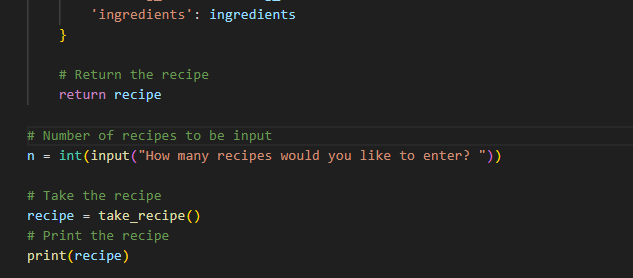 'ingredients': ingredients
}
# Return the recipe
return recipe
# Number of recipes to be input
n = int(input("How many recipes would you like to enter? "))
# Take the recipe
recipe = take_recipe()
# Print the recipe
print(recipe)